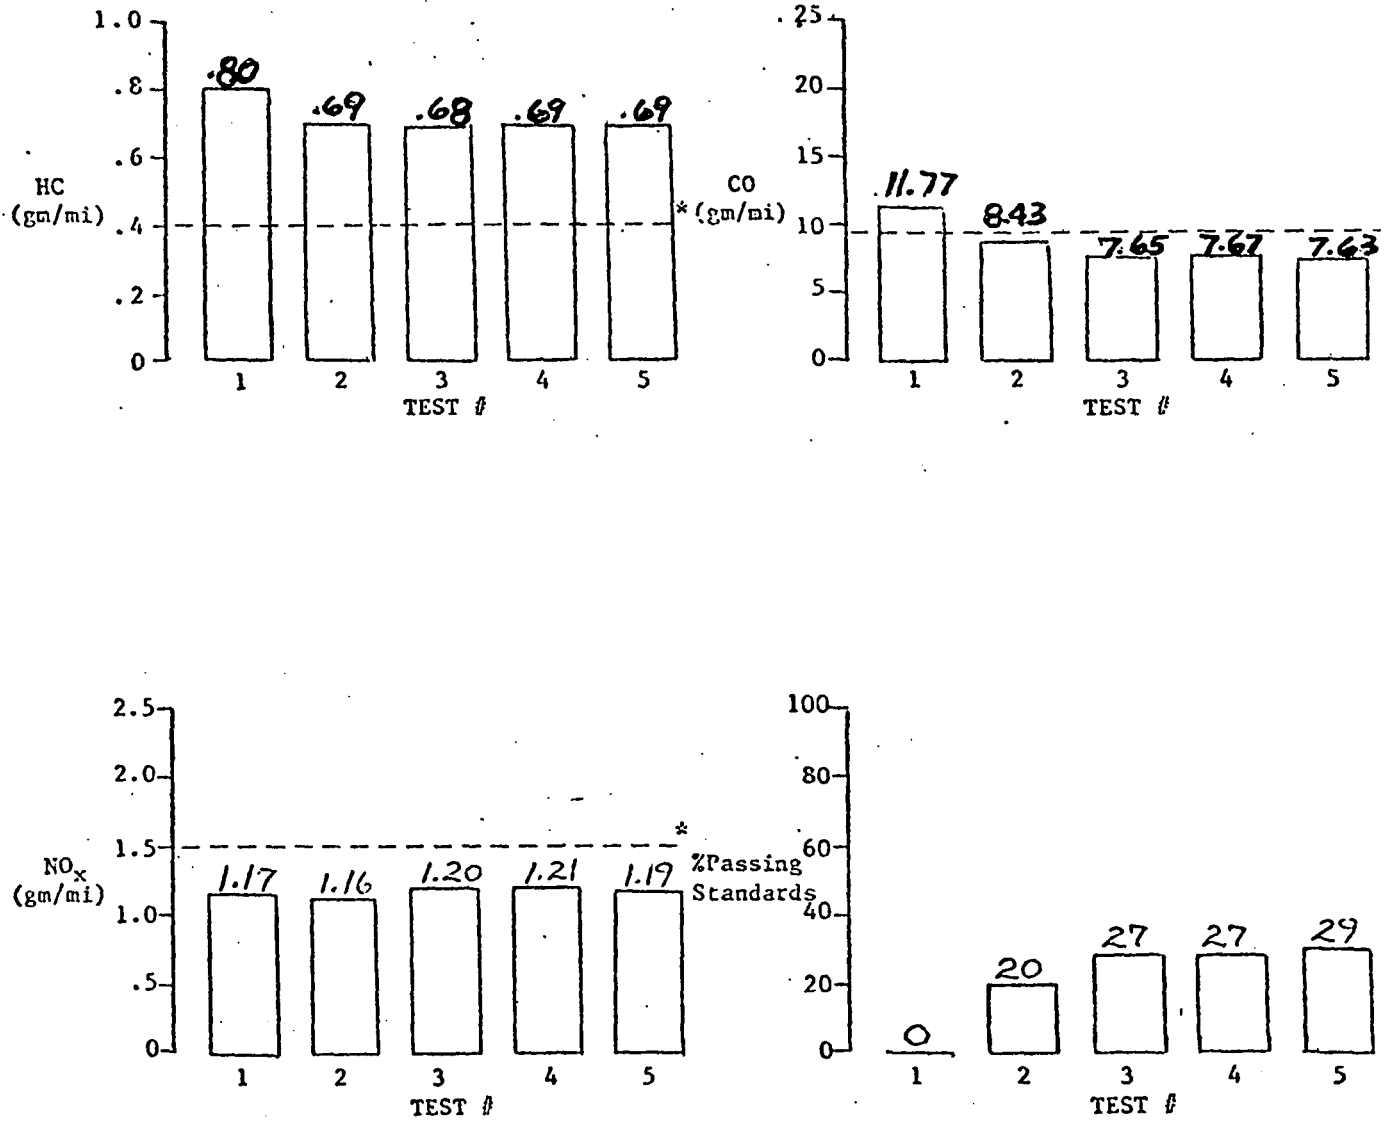 1.0
.8
.6
.4
.2
0
HC
(gm/mi)
.80
.69
.68
.69
.69
*
1 2 3 4 5
TEST #
.25
20
15
10
5
0
CO
(gm/mi)
11.77
8.43
7.65
7.67
7.63
1 2 3 4 5
TEST #
2.5
2.0
1.5
1.0
.5
0
NOx
(gm/mi)
1.17
1.16
1.20
1.21
1.19
*
1 2 3 4 5
TEST #
100
80
60
40
20
0
%Passing
Standards
0
20
27
27
29
1 2 3 4 5
TEST #